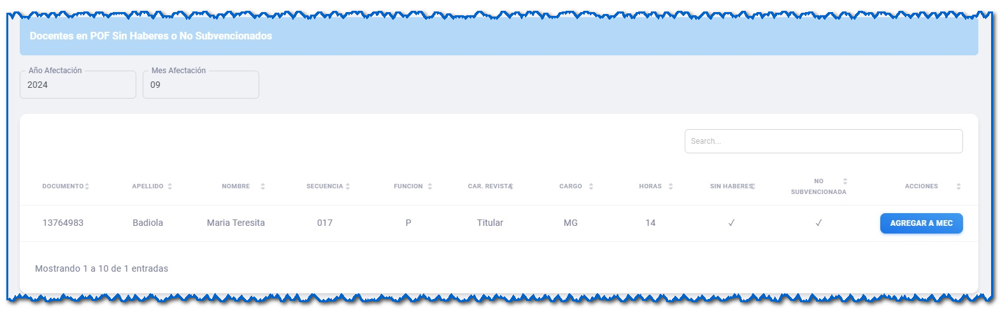 Docentes en POF Sin Haberes o No Subvencionados
Año Afectación Mes Afectación
2024 09
Search...
DOCUMENTO APELLIDO NOMBRE SECUENCIA FUNCION CAR. REVISTA CARGO HORAS SIN HABERES NO SUBVENCIONADA ACCIONES
13764983 Badiola Maria Teresita 017 P Titular MG 14 ✓ ✓ AGREGAR A MEC
Mostrando 1 a 10 de 1 entradas